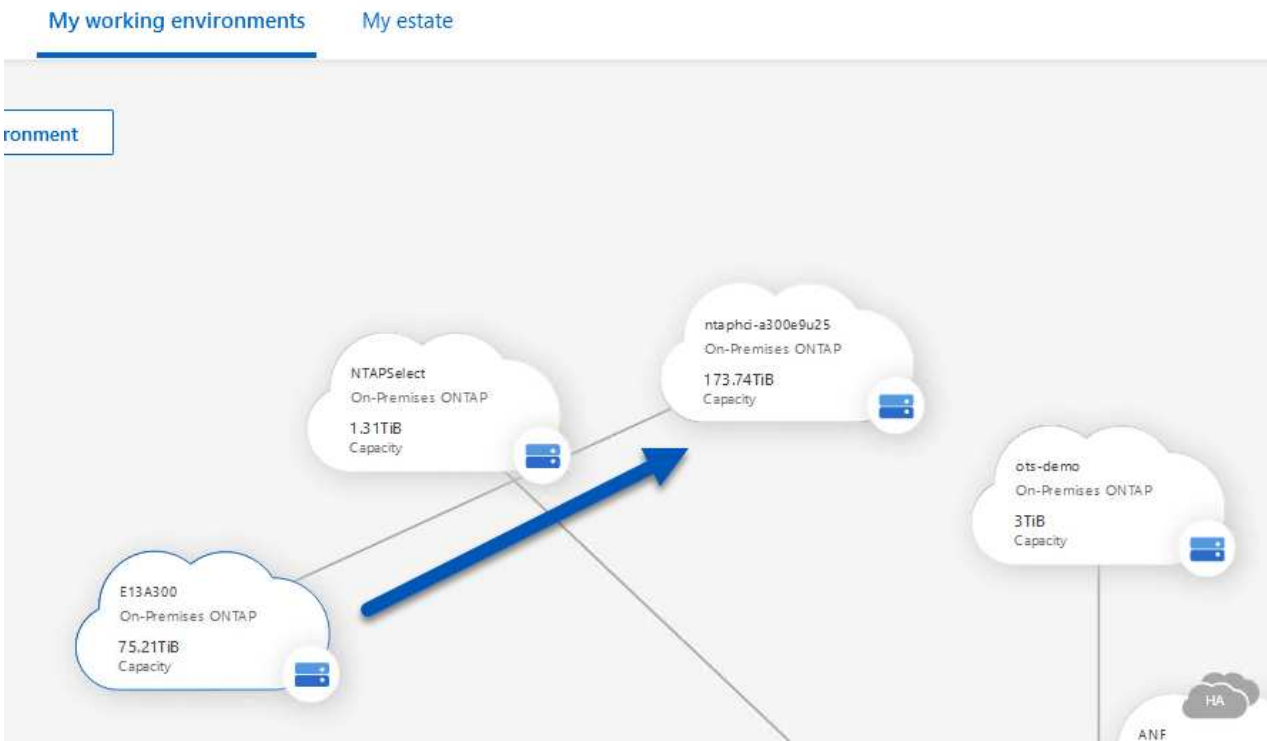 My working environments
My estate
ronment
ntaphci-a300e9u25
On-Premises ONTAP
173.74TiB
Capacity
NTAPSelect
On-Premises ONTAP
1.31TiB
Capacity
ots-demo
On-Premises ONTAP
3TiB
Capacity
E13A300
On-Premises ONTAP
75.21TiB
Capacity
HA
ANF